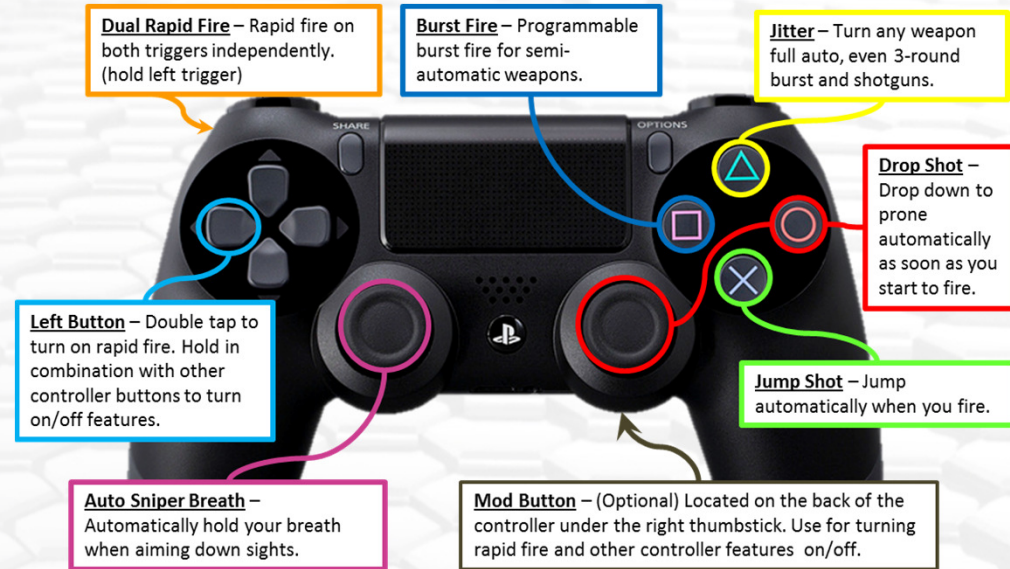 Dual Rapid Fire – Rapid fire on
both triggers independently.
(hold left trigger)
Burst Fire – Programmable
burst fire for semi-
automatic weapons.
Jitter – Turn any weapon
full auto, even 3-round
burst and shotguns.
SHARE
OPTIONS
Drop Shot –
Drop down to
prone
automatically
as soon as you
start to fire.
Left Button – Double tap to
turn on rapid fire. Hold in
combination with other
controller buttons to turn
on/off features.
Jump Shot – Jump
automatically when you fire.
Auto Sniper Breath –
Automatically hold your breath
when aiming down sights.
Mod Button – (Optional) Located on the back of the
controller under the right thumbstick. Use for turning
rapid fire and other controller features on/off.